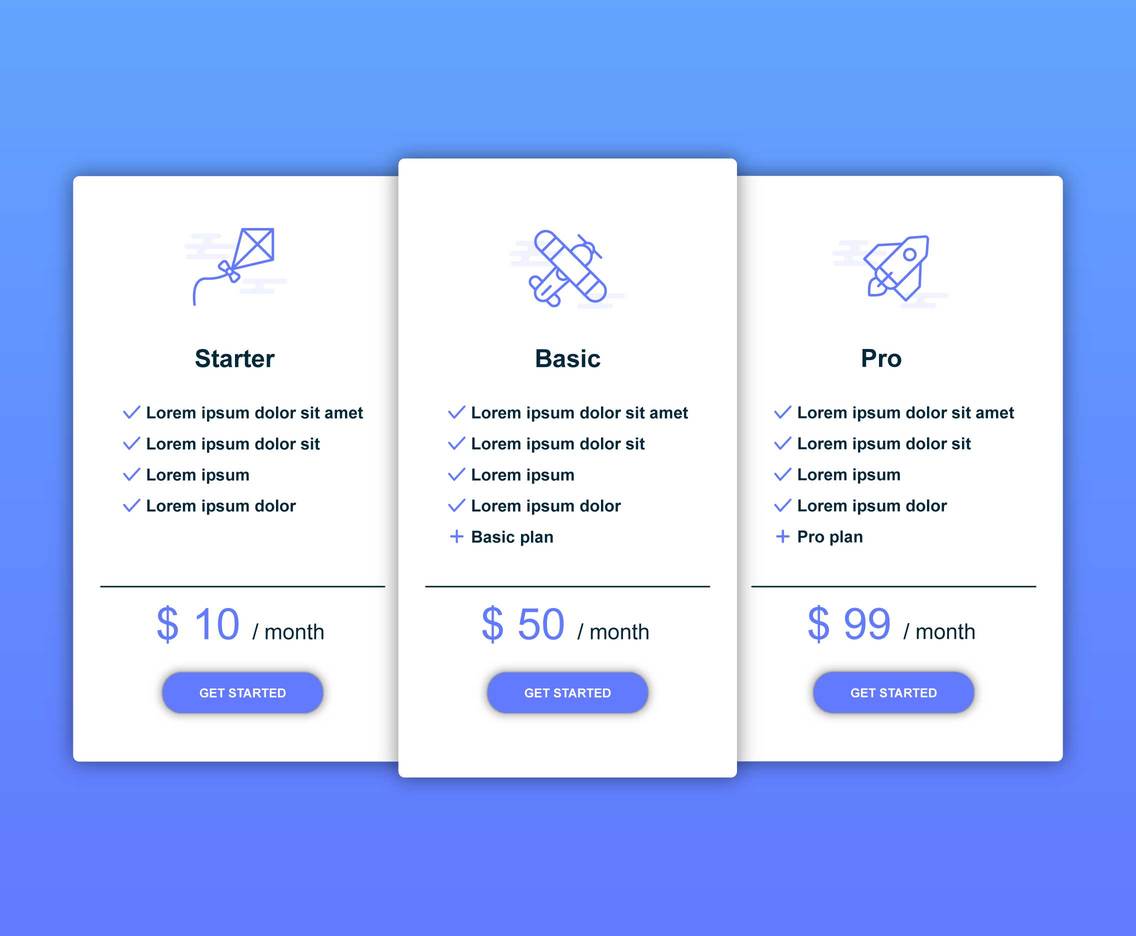 Starter
Lorem ipsum dolor sit amet
Lorem ipsum dolor sit
Lorem ipsum
Lorem ipsum dolor
$ 10 / month
GET STARTED
Basic
Lorem ipsum dolor sit amet
Lorem ipsum dolor sit
Lorem ipsum
Lorem ipsum dolor
+ Basic plan
$ 50 / month
GET STARTED
Pro
Lorem ipsum dolor sit amet
Lorem ipsum dolor sit
Lorem ipsum
Lorem ipsum dolor
+ Pro plan
$ 99 / month
GET STARTED